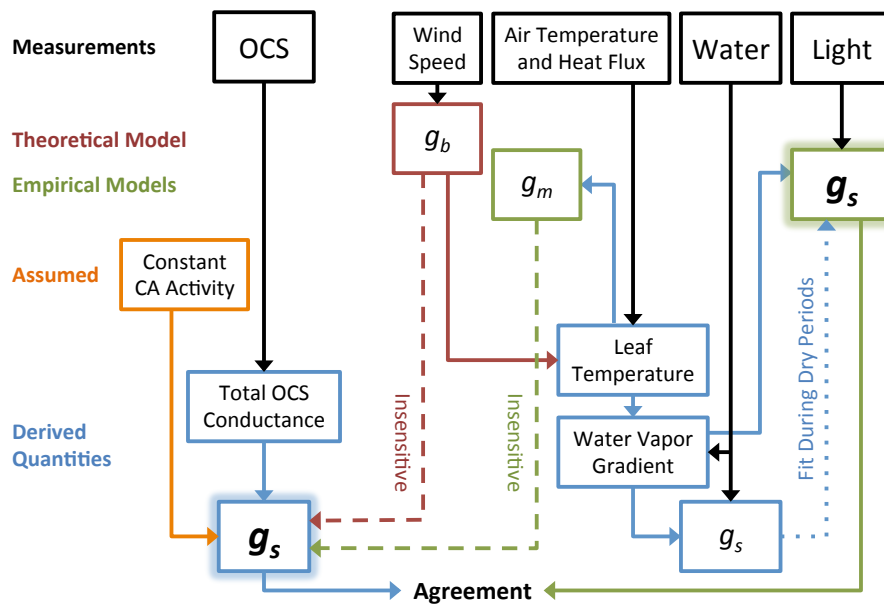 Measurements
OCS
Wind
Speed
Air Temperature
and Heat Flux
Water
Light
Theoretical Model
g_b
Empirical Models
g_m
g_s
Assumed
Constant
CA Activity
Leaf
Temperature
Total OCS
Conductance
Derived
Quantities
Insensitive
Insensitive
Water Vapor
Gradient
Fit During Dry Periods
g_s
g_s
Agreement